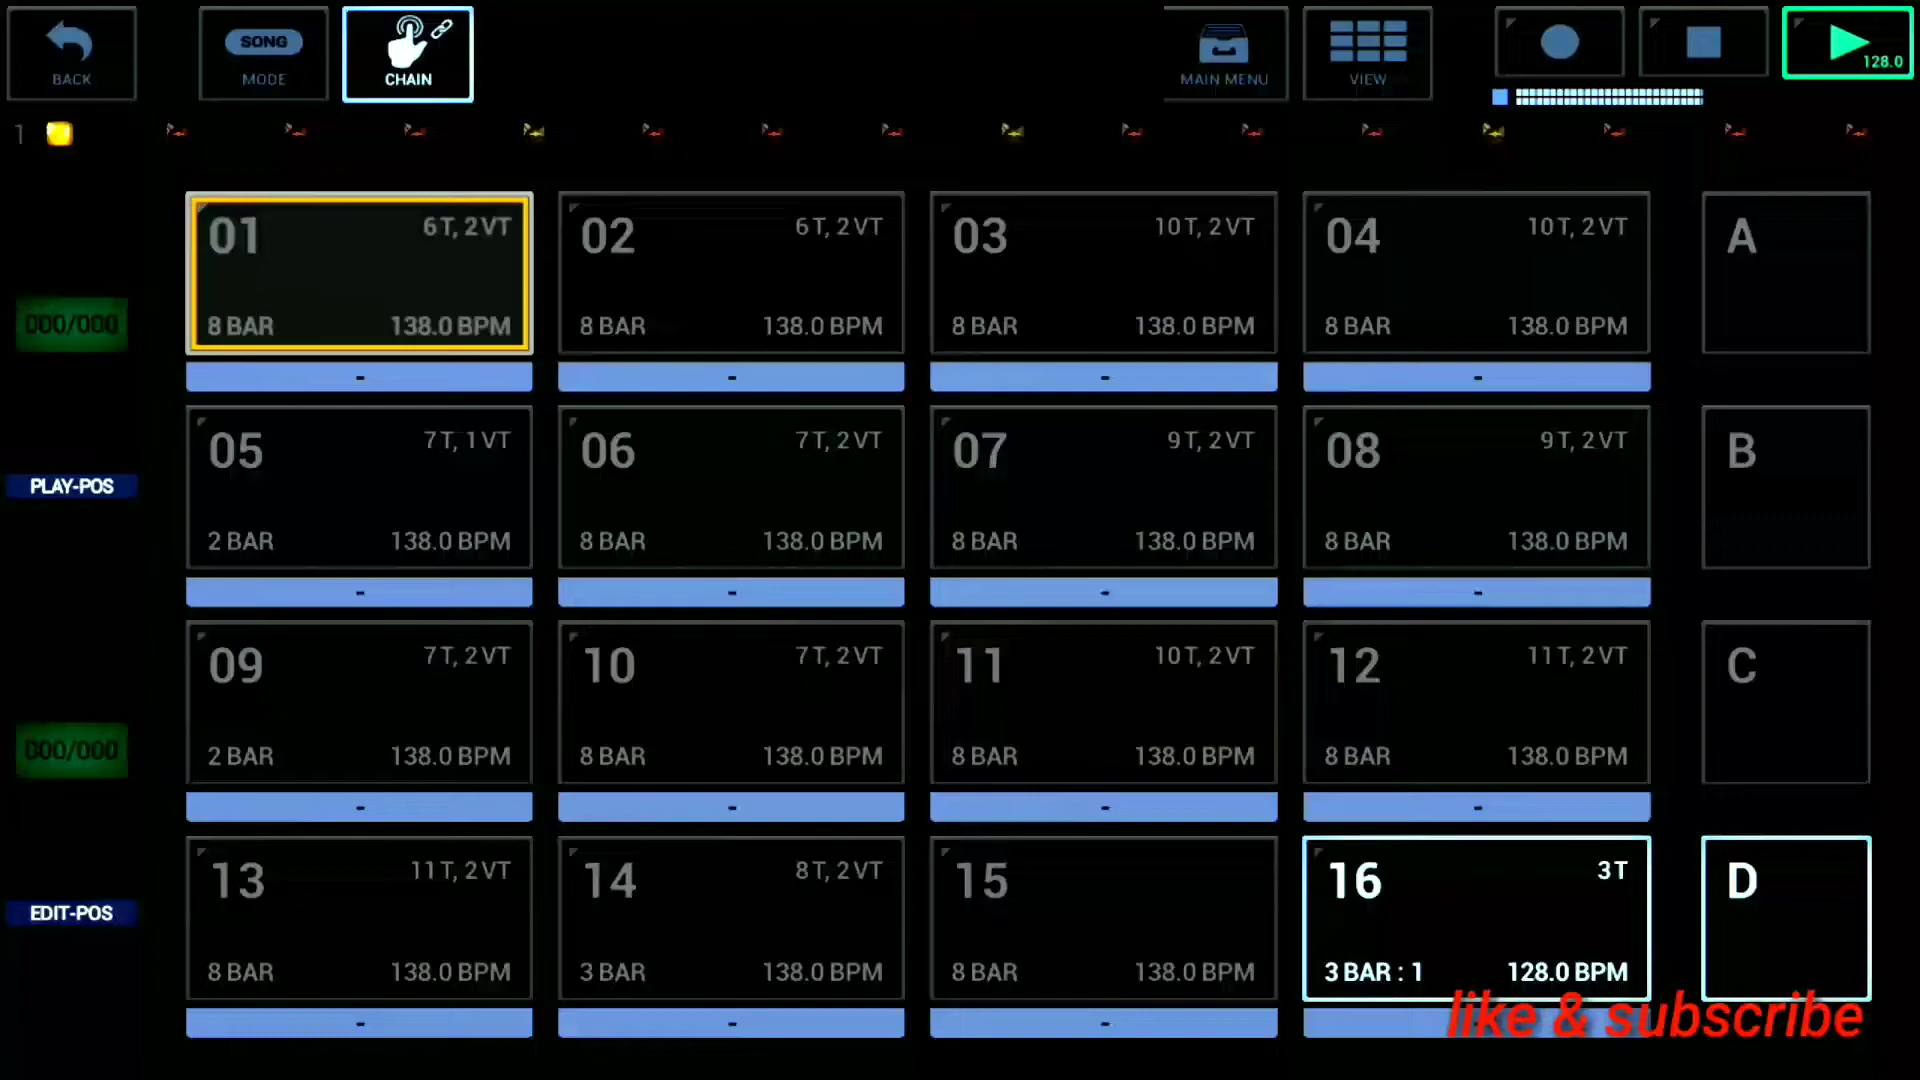 BACK
SONG
MODE
CHAIN
MAIN MENU
VIEW
128.0
1
01 6T, 2VT
8 BAR 138.0 BPM
-
02 6T, 2VT
8 BAR 138.0 BPM
-
03 10T, 2VT
8 BAR 138.0 BPM
-
04 10T, 2VT
8 BAR 138.0 BPM
-
A
000/000
PLAY-POS
05 7T, 1VT
2 BAR 138.0 BPM
-
06 7T, 2VT
8 BAR 138.0 BPM
-
07 9T, 2VT
8 BAR 138.0 BPM
-
08 9T, 2VT
8 BAR 138.0 BPM
-
B
09 7T, 2VT
2 BAR 138.0 BPM
-
10 7T, 2VT
8 BAR 138.0 BPM
-
11 10T, 2VT
8 BAR 138.0 BPM
-
12 11T, 2VT
8 BAR 138.0 BPM
-
C
000/000
EDIT-POS
13 11T, 2VT
8 BAR 138.0 BPM
-
14 8T, 2VT
3 BAR 138.0 BPM
-
15
8 BAR 138.0 BPM
-
16 3T
3 BAR : 1 128.0 BPM
D
like & subscribe